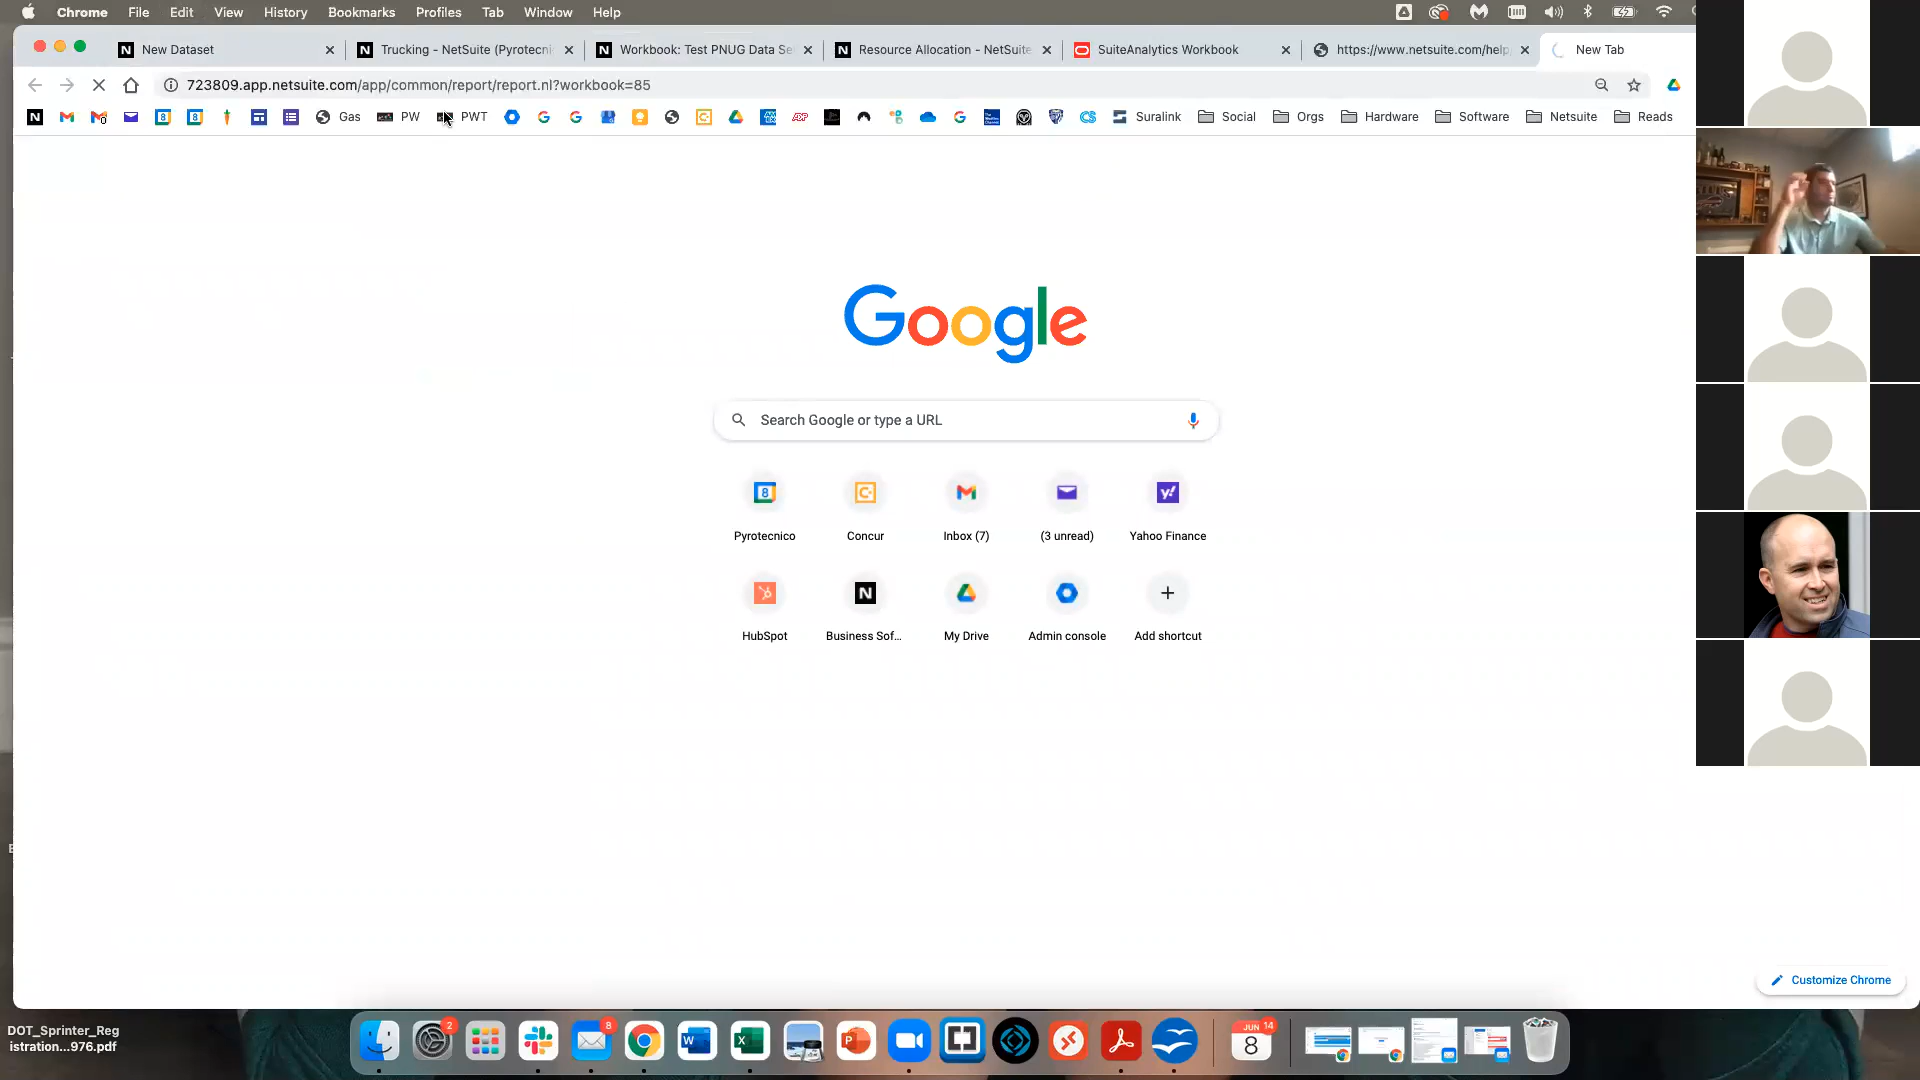 Chrome File Edit View History Bookmarks Profiles Tab Window Help
New Dataset Trucking - NetSuite (Pyrotecni Workbook: Test PNUG Data Se Resource Allocation - NetSuite SuiteAnalytics Workbook https://www.netsuite.com/help New Tab
723809.app.netsuite.com/app/common/report/report.nl?workbook=85
Gas PW PWT Suralink Social Orgs Hardware Software Netsuite Reads
Google
Search Google or type a URL
Pyrotecnico Concur Inbox (7) (3 unread) Yahoo Finance
HubSpot Business Sof... My Drive Admin console Add shortcut
Customize Chrome
DOT_Sprinter_Reg
istration...976.pdf
2 8 JUN 14
8